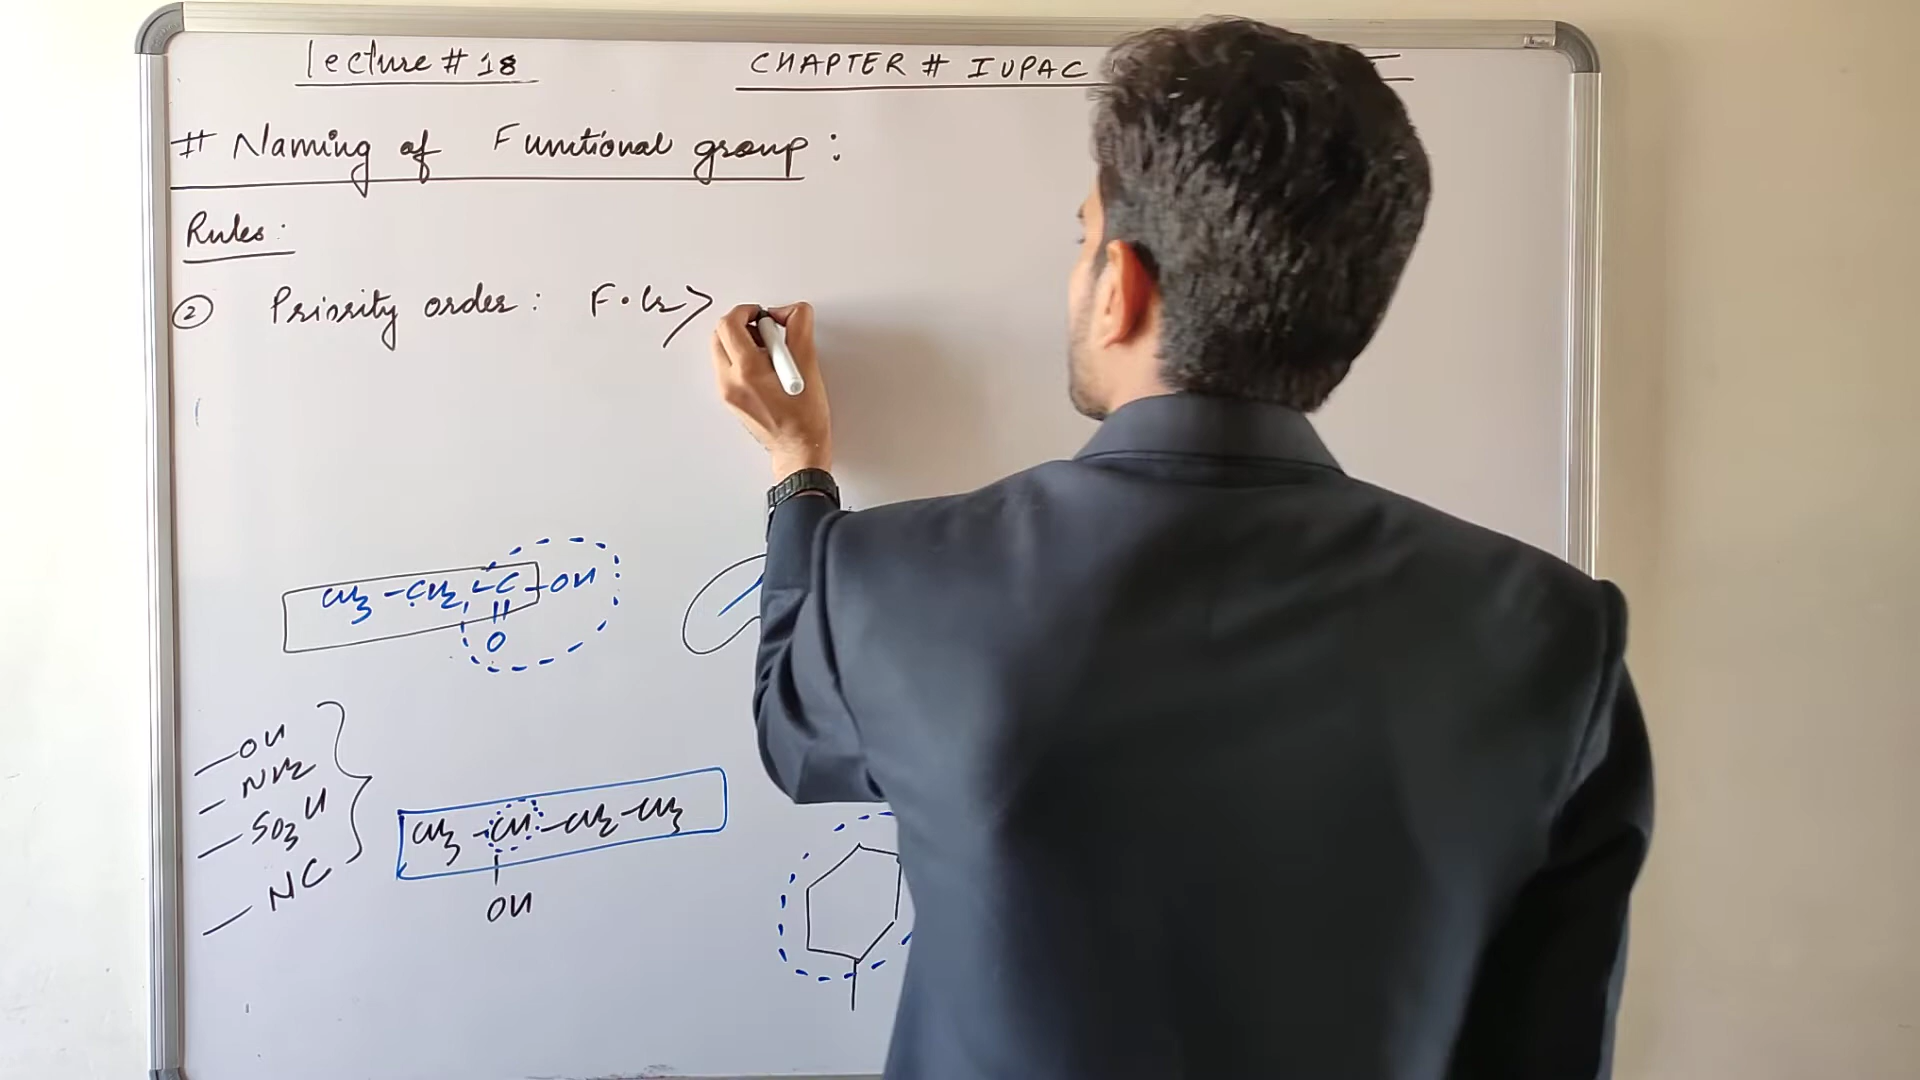 Lecture # 18
CHAPTER # IUPAC
# Naming of Functional group :
Rules :
② Priority order : F.G >
CH3 - CH2 - C - OH
||
O
- OH
- NH2
- SO3H
- NC
CH3 - CH - CH2 - CH3
|
OH